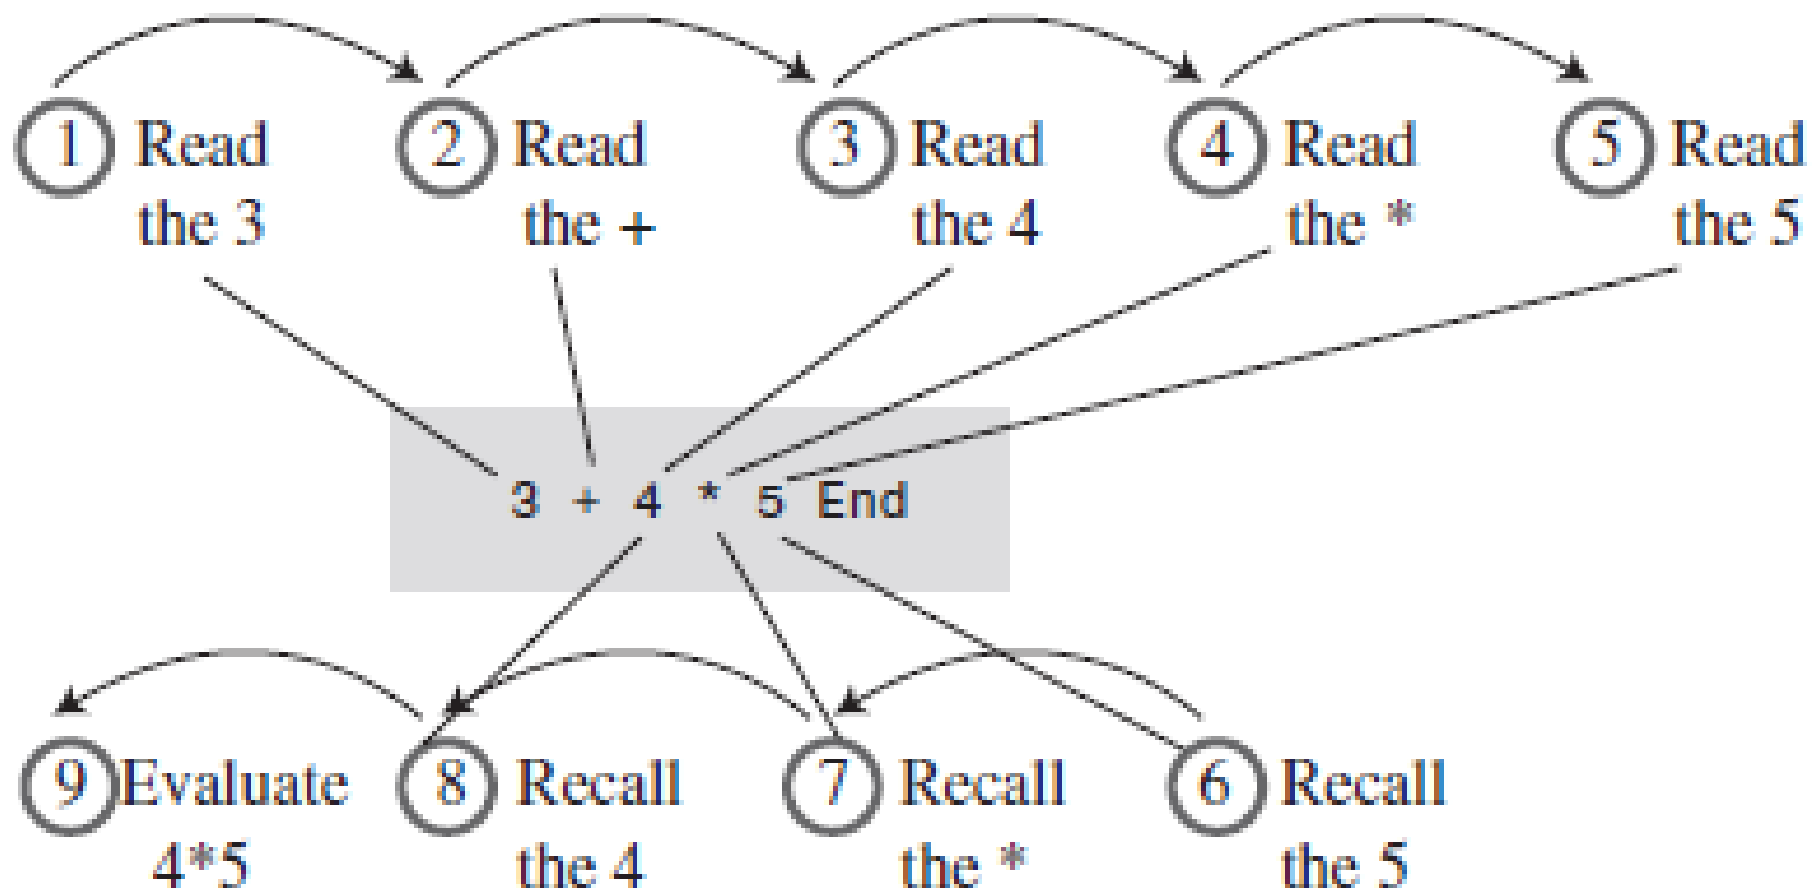 1 Read 2 Read 3 Read 4 Read 5 Read
the 3 the + the 4 the * the 5
3 + 4 * 5 End
9 Evaluate 8 Recall 7 Recall 6 Recall
4*5 the 4 the * the 5